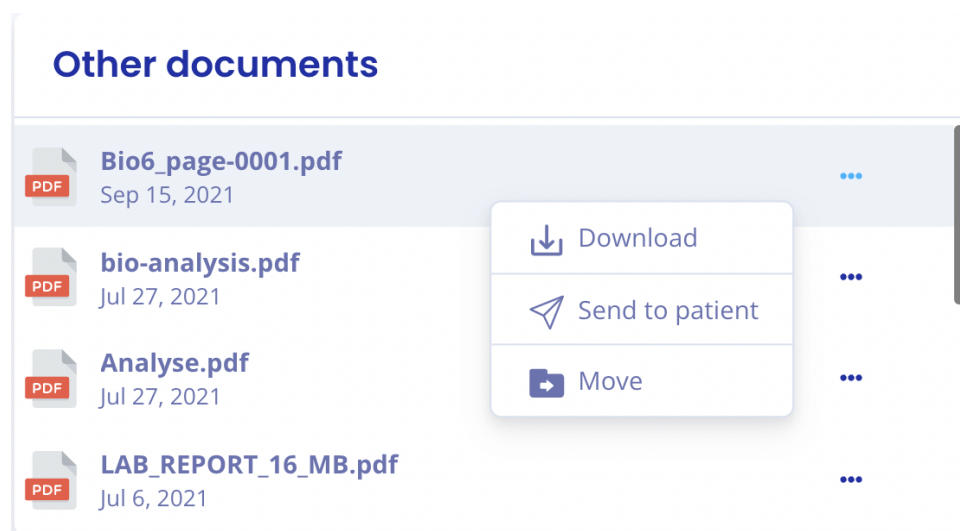 Other documents
PDF
Bio6_page-0001.pdf
Sep 15, 2021
Download
PDF
bio-analysis.pdf
Jul 27, 2021
Send to patient
PDF
Analyse.pdf
Jul 27, 2021
Move
PDF
LAB_REPORT_16_MB.pdf
Jul 6, 2021